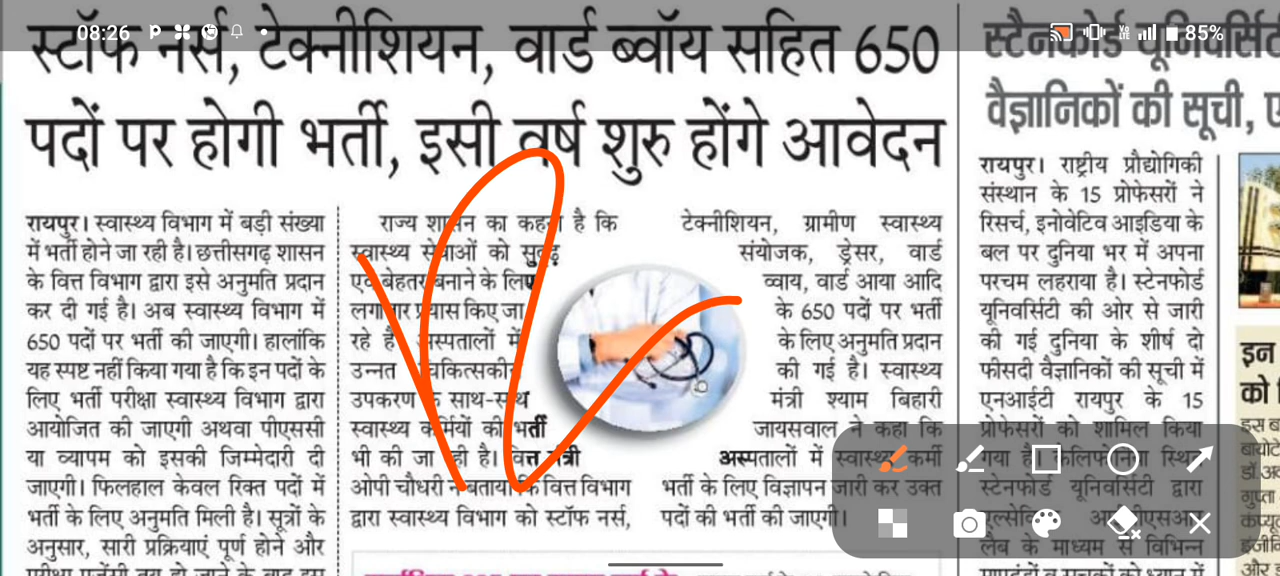 08:26
85%
स्टॉफ नर्स, टेक्नीशियन, वार्ड ब्वॉय सहित 650
पदों पर होगी भर्ती, इसी वर्ष शुरु होंगे आवेदन
रायपुर। स्वास्थ्य विभाग में बड़ी संख्या
में भर्ती होने जा रही है। छत्तीसगढ़ शासन
के वित्त विभाग द्वारा इसे अनुमति प्रदान
कर दी गई है। अब स्वास्थ्य विभाग में
650 पदों पर भर्ती की जाएगी। हालांकि
यह स्पष्ट नहीं किया गया है कि इन पदों के
लिए भर्ती परीक्षा स्वास्थ्य विभाग द्वारा
आयोजित की जाएगी अथवा पीएससी
या व्यापम को इसकी जिम्मेदारी दी
जाएगी। फिलहाल केवल रिक्त पदों में
भर्ती के लिए अनुमति मिली है। सूत्रों के
अनुसार, सारी प्रक्रियाएं पूर्ण होने और
राज्य शासन का कहना है कि
स्वास्थ्य सेवाओं को सुदृढ़
एवं बेहतर बनाने के लिए
लगातार प्रयास किए जा
रहे हैं। अस्पतालों में
उन्नत चिकित्सकीय
उपकरण के साथ-साथ
स्वास्थ्य कर्मियों की भर्ती
भी की जा रही है। वित्त मंत्री
ओपी चौधरी ने बताया कि वित्त विभाग
द्वारा स्वास्थ्य विभाग को स्टॉफ नर्स,
टेक्नीशियन, ग्रामीण स्वास्थ्य
संयोजक, ड्रेसर, वार्ड
व्वाय, वार्ड आया आदि
के 650 पदों पर भर्ती
के लिए अनुमति प्रदान
की गई है। स्वास्थ्य
मंत्री श्याम बिहारी
जायसवाल ने कहा कि
अस्पतालों में स्वास्थ्य कर्मी
भर्ती के लिए विज्ञापन जारी कर उक्त
पदों की भर्ती की जाएगी।
स्टैनफोर्ड यूनिवर्सिट
वैज्ञानिकों की सूची, ए
रायपुर। राष्ट्रीय प्रौद्योगिकी
संस्थान के 15 प्रोफेसरों ने
रिसर्च, इनोवेटिव आइडिया के
बल पर दुनिया भर में अपना
परचम लहराया है। स्टेनफोर्ड
यूनिवर्सिटी की ओर से जारी
की गई दुनिया के शीर्ष दो
फीसदी वैज्ञानिकों की सूची में
एनआईटी रायपुर के 15
प्रोफेसरों को शामिल किया
गया है। कैलिफोर्निया स्थित
स्टेनफोर्ड यूनिवर्सिटी द्वारा
लैब के माध्यम से विभिन्न
इन
को